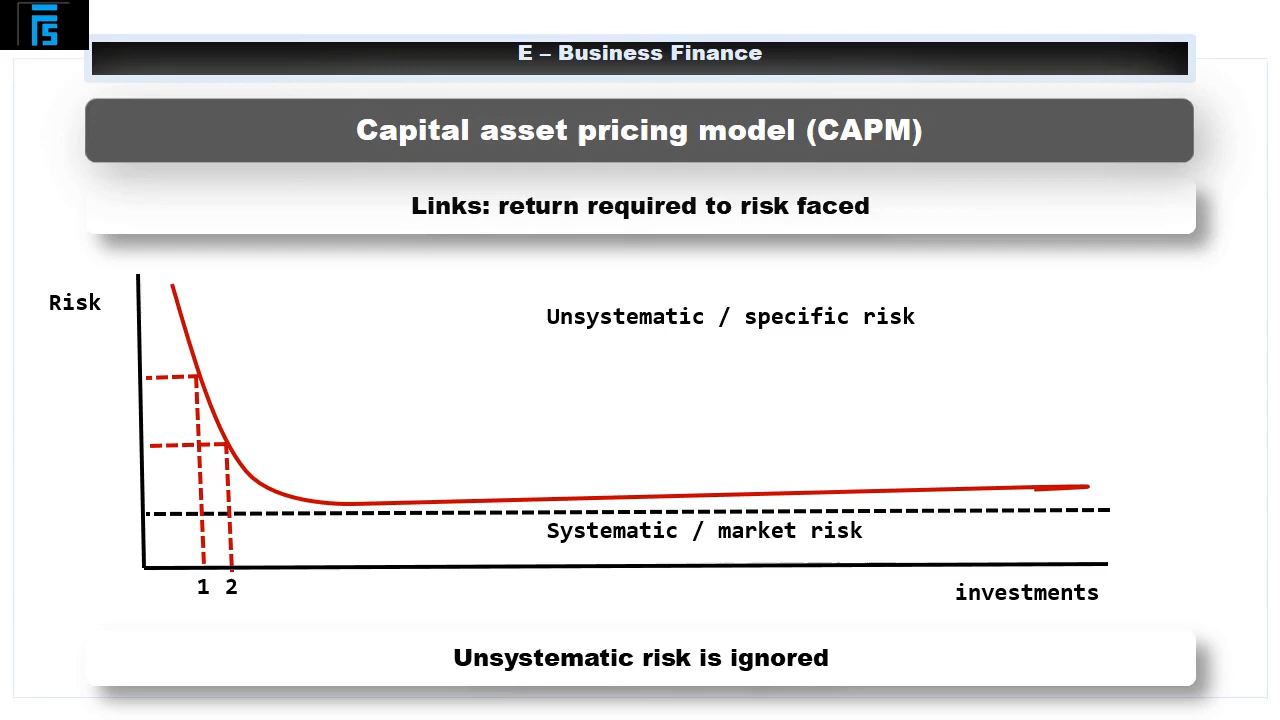 E – Business Finance
Capital asset pricing model (CAPM)
Links: return required to risk faced
Risk
Unsystematic / specific risk
Systematic / market risk
1 2
investments
Unsystematic risk is ignored